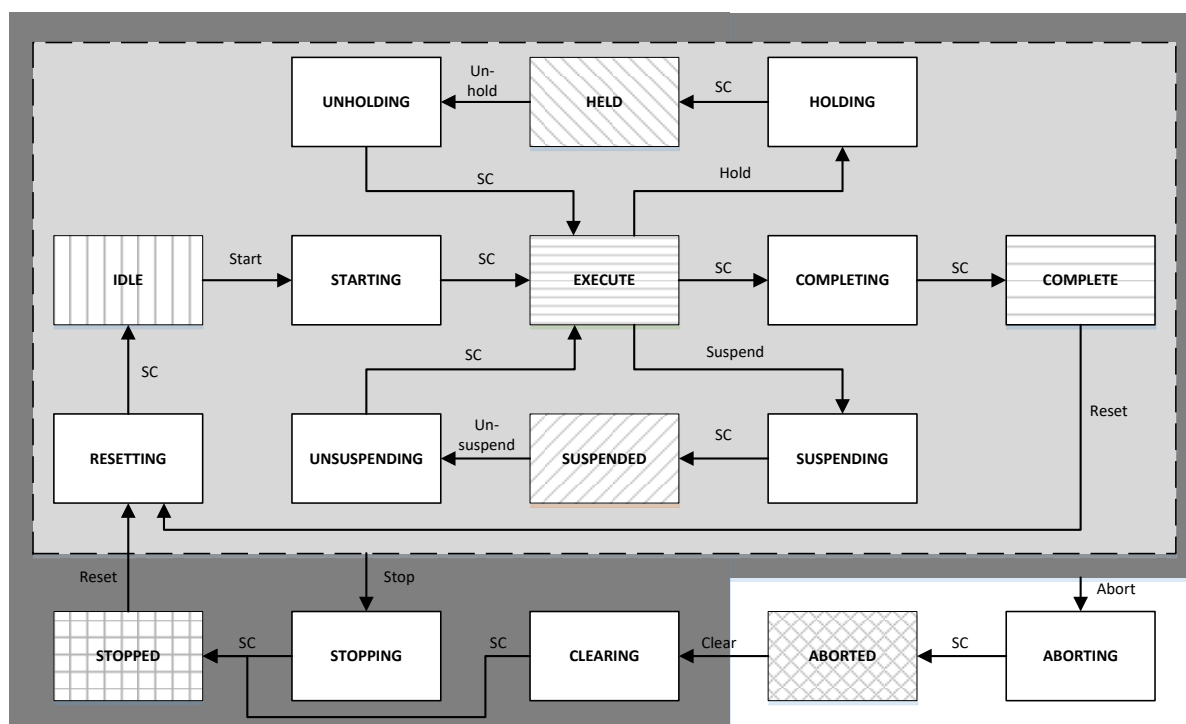 Un-
hold
SC
UNHOLDING
HELD
HOLDING
SC
Hold
Start
SC
SC
SC
IDLE
STARTING
EXECUTE
COMPLETING
COMPLETE
SC
SC
Suspend
Reset
Un-
suspend
SC
RESETTING
UNSUSPENDING
SUSPENDED
SUSPENDING
Reset
Stop
Abort
SC
SC
Clear
SC
STOPPED
STOPPING
CLEARING
ABORTED
ABORTING